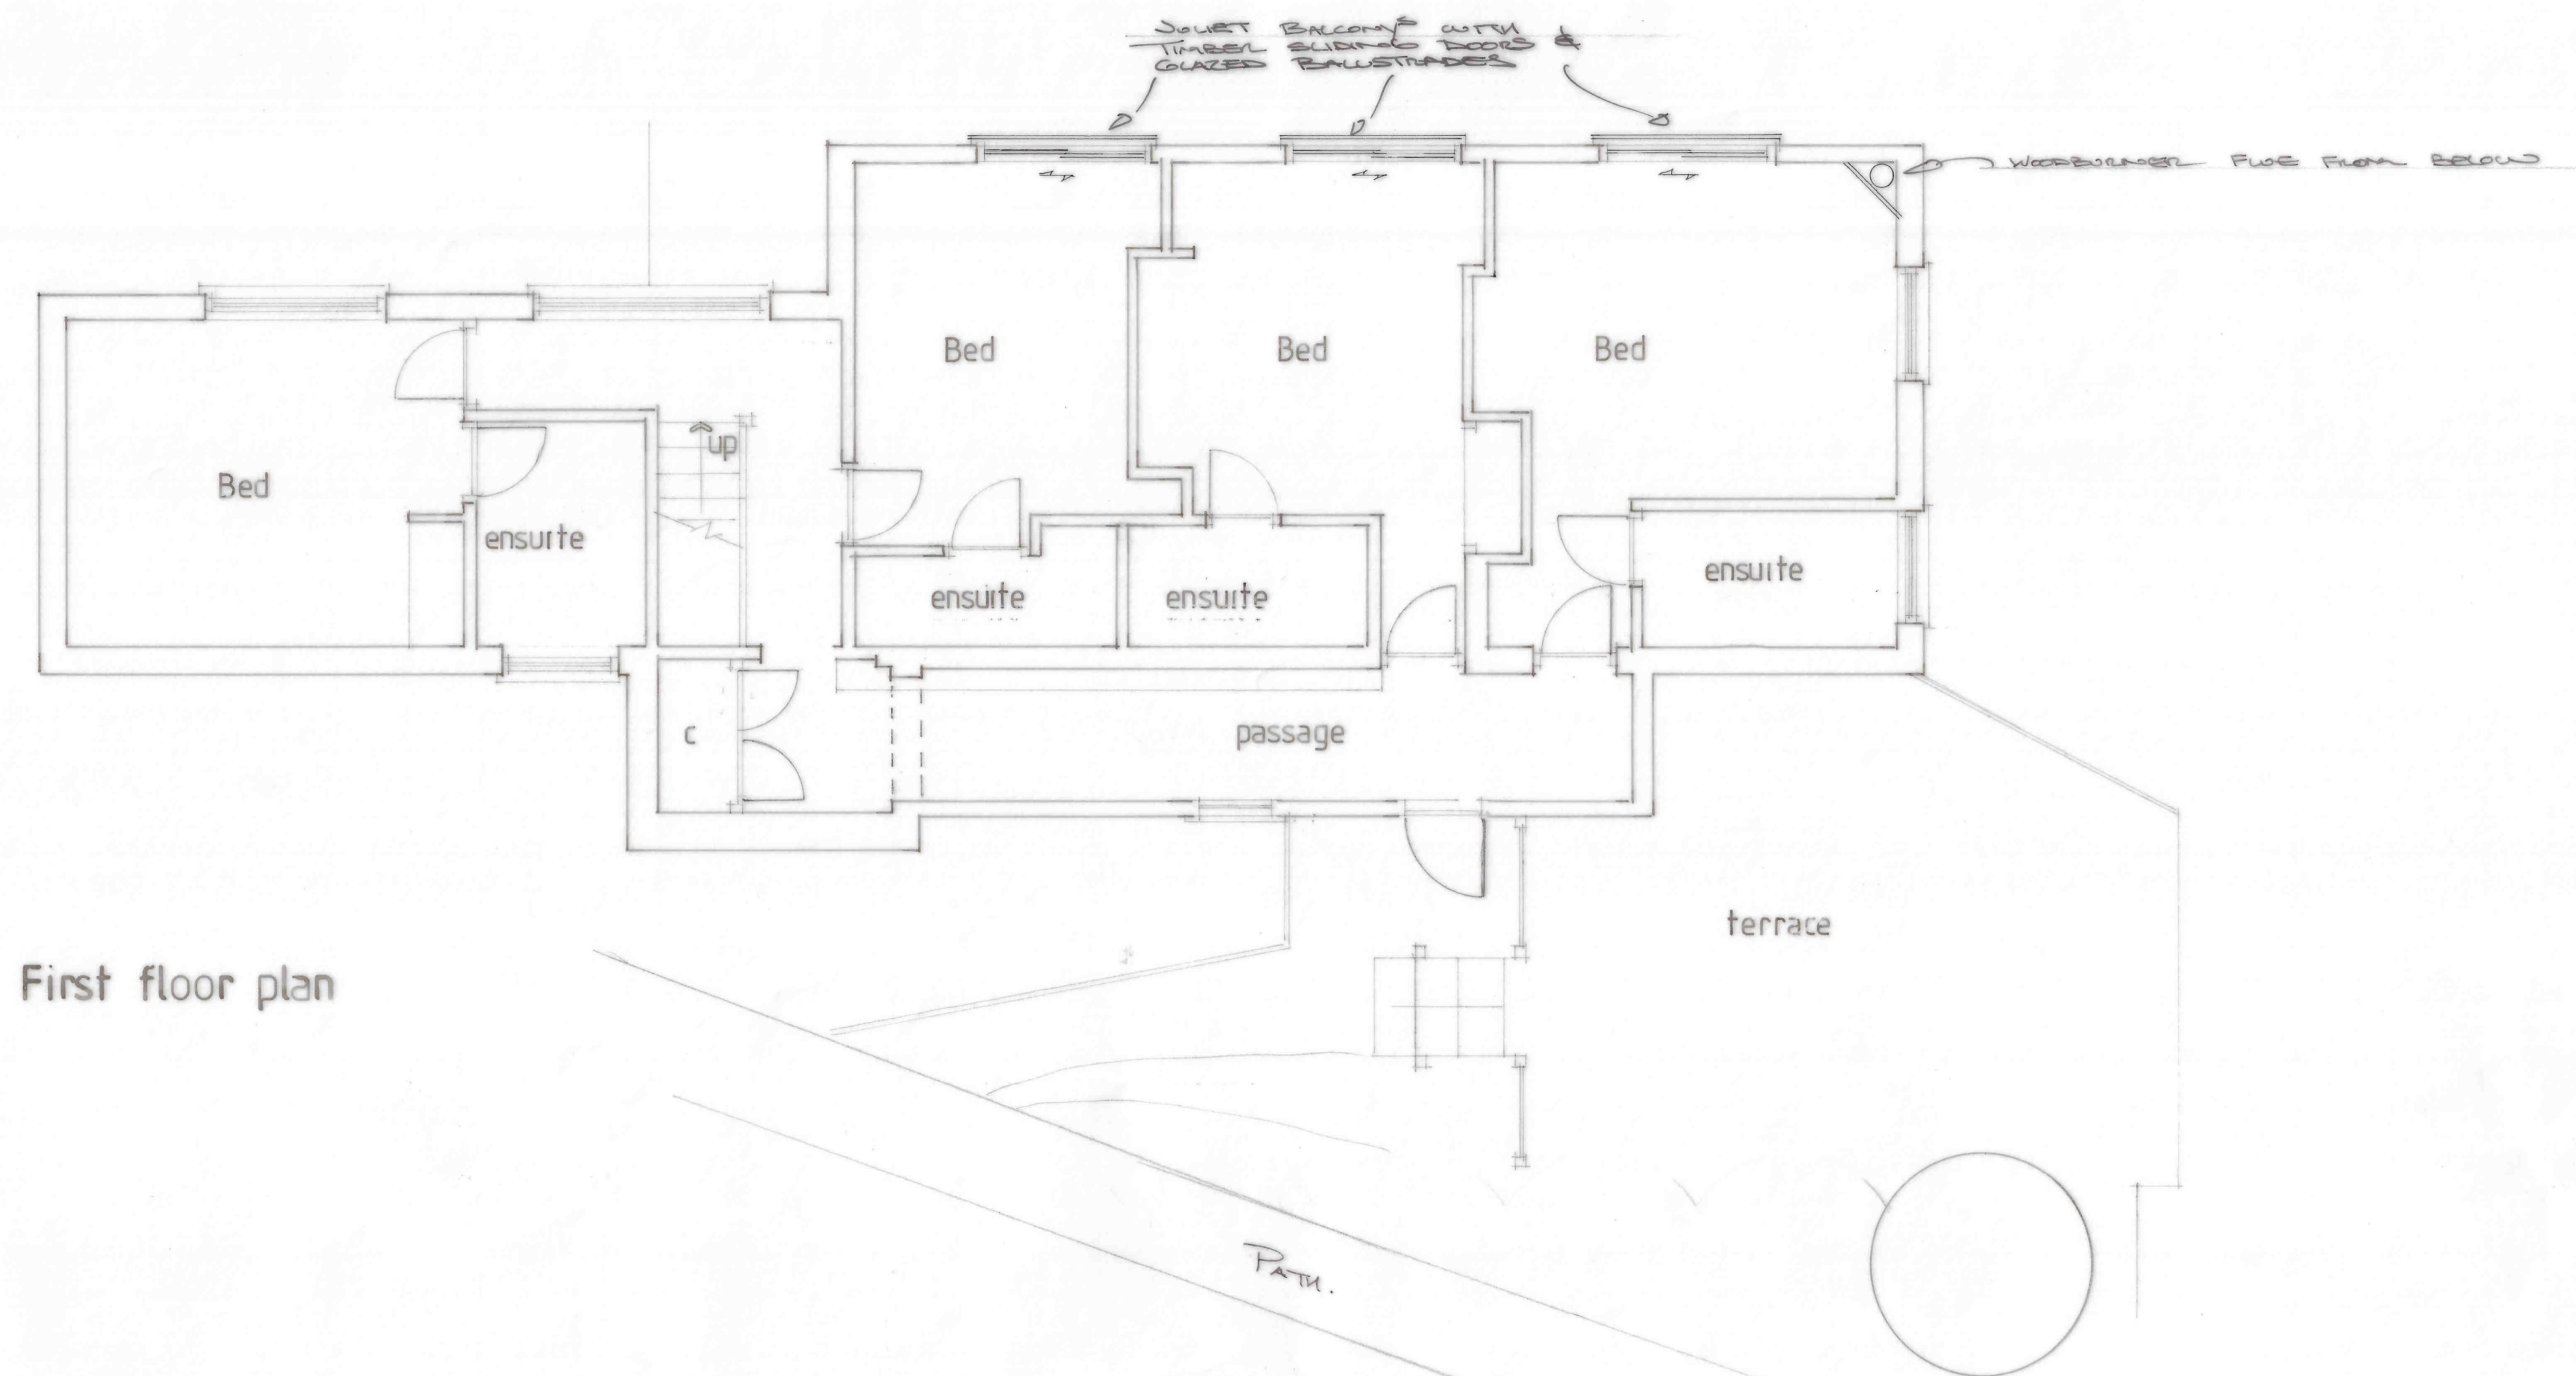 JULIET BALCONYS WITH
TIMBER SLIDING DOORS &
GLAZED BALUSTRADES
WOODBURNER FLUE FROM BELOW
Bed
Bed
Bed
up
Bed
ensuite
ensuite
ensuite
ensuite
c
passage
terrace
First floor plan
PATH.